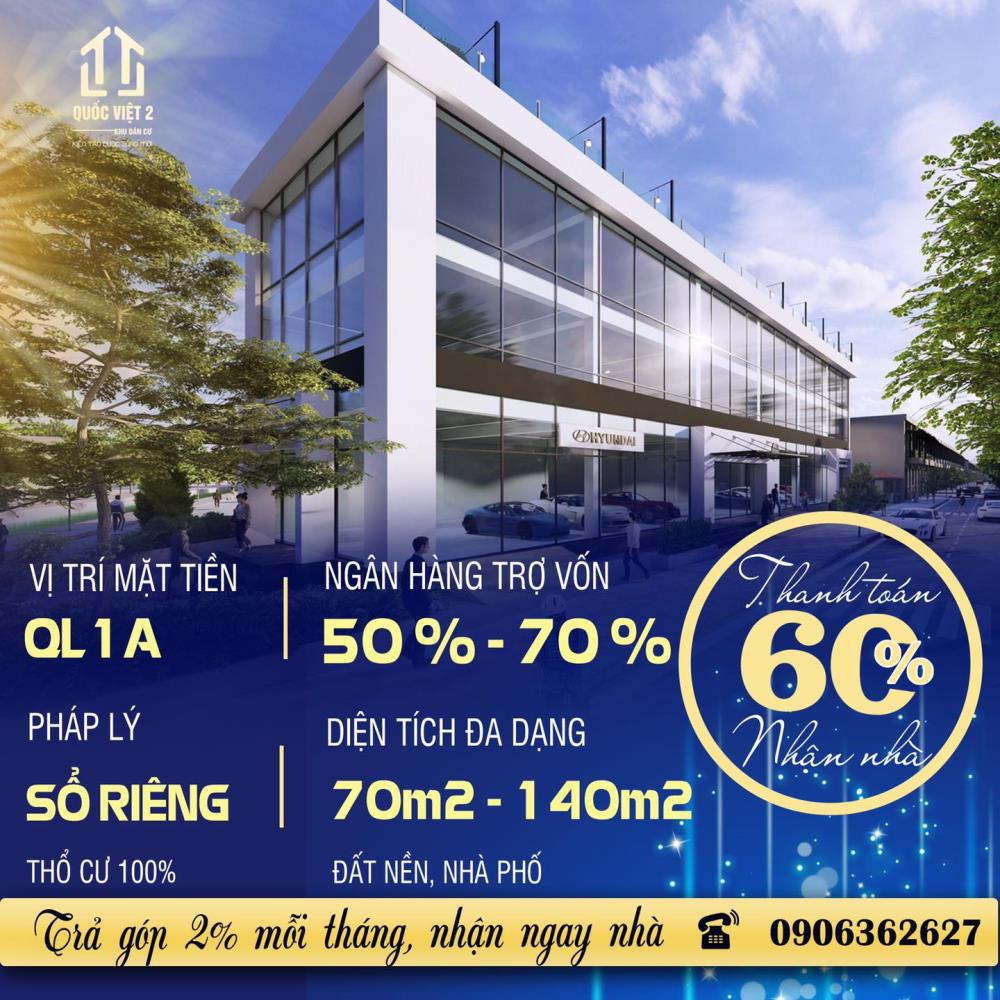 QUỐC VIỆT 2
KHU DÂN CƯ
HYUNDAI
VỊ TRÍ MẶT TIỀN
QL1A
NGÂN HÀNG TRỢ VỐN
50% - 70%
Thanh toán
60%
Nhận nhà
PHÁP LÝ
SỔ RIÊNG
THỔ CƯ 100%
DIỆN TÍCH ĐA DẠNG
70m2 - 140m2
ĐẤT NỀN, NHÀ PHỐ
Trả góp 2% mỗi tháng, nhận ngay nhà
0906362627